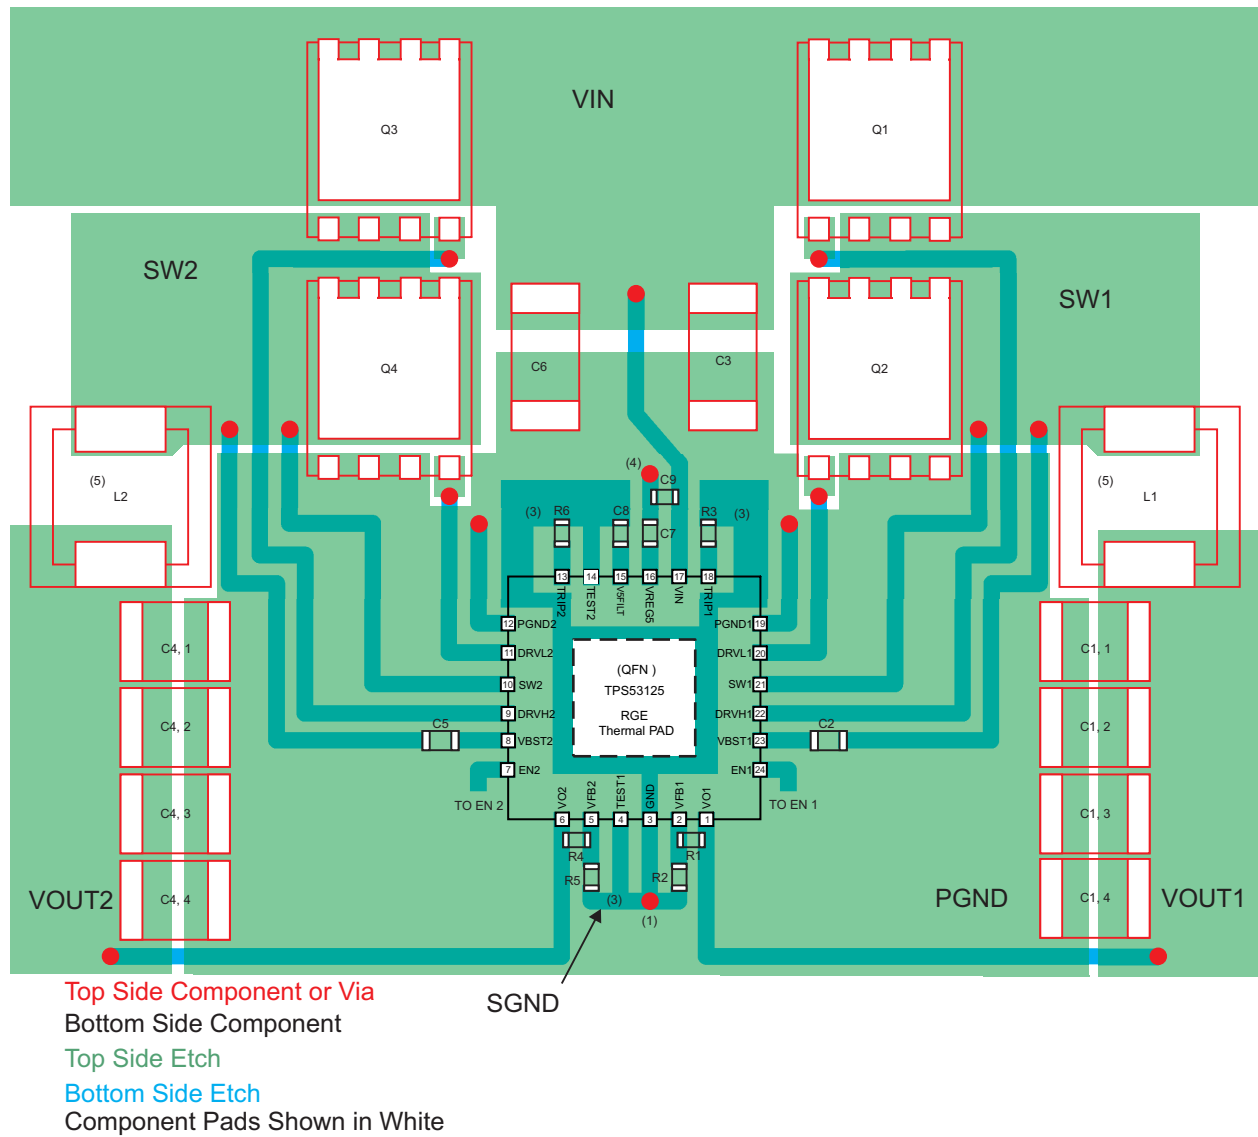 VIN
Q3
Q1
SW2
SW1
Q4
C6
C3
Q2
(5)
L2
(5)
L1
(4)
C9
(3)
R6
C8
C7
R3
(3)
13
14
15
16
17
18
TRIP2
TEST2
V5FILT
VREG5
VIN
TRIP1
12
PGND2
PGND1
19
11
DRVL2
DRVL1
20
10
SW2
SW1
21
9
DRVH2
DRVH1
22
8
VBST2
VBST1
23
7
EN2
EN1
24
(QFN )
TPS53125
RGE
Thermal PAD
C5
C2
TO EN 2
TO EN 1
VO2
VFB2
TEST1
GND
VFB1
VO1
6
5
4
3
2
1
R4
R1
R5
R2
(3)
(1)
C4, 1
C4, 2
C4, 3
C4, 4
C1, 1
C1, 2
C1, 3
C1, 4
VOUT2
PGND
VOUT1
SGND
Top Side Component or Via
Bottom Side Component
Top Side Etch
Bottom Side Etch
Component Pads Shown in White